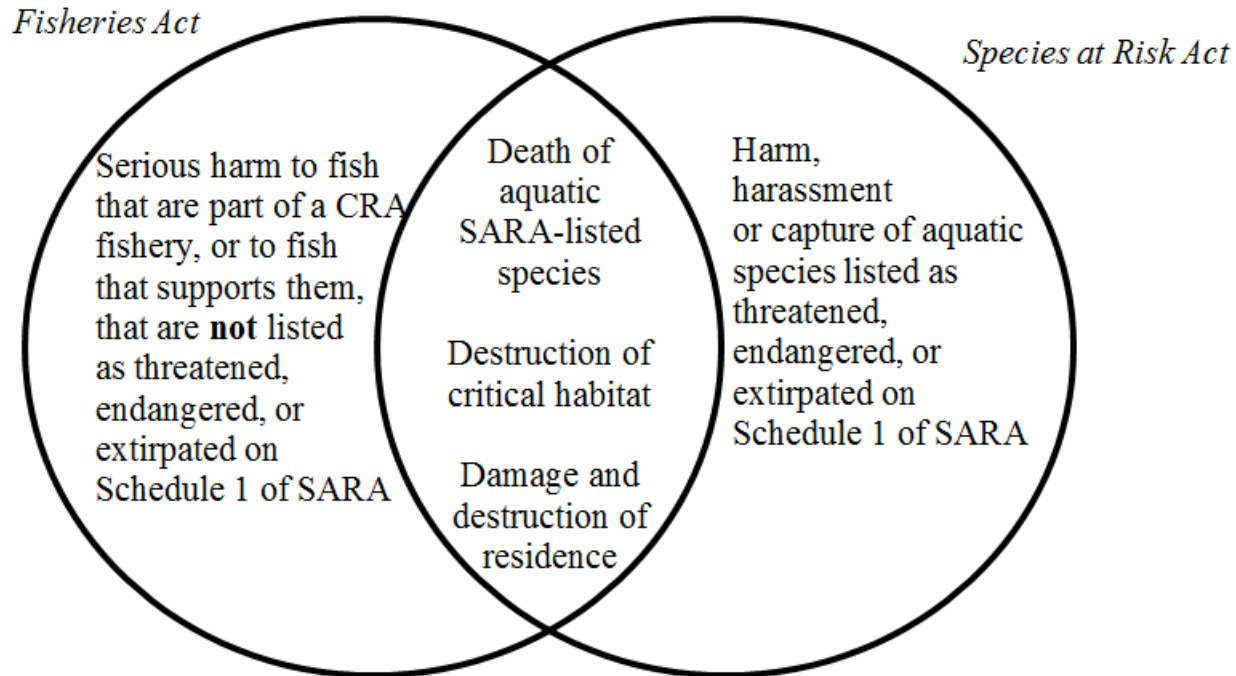 Fisheries Act
Species at Risk Act
Serious harm to fish
that are part of a CRA
fishery, or to fish
that supports them,
that are not listed
as threatened,
endangered, or
extirpated on
Schedule 1 of SARA
Death of
aquatic
SARA-listed
species
Destruction of
critical habitat
Damage and
destruction of
residence
Harm,
harassment
or capture of aquatic
species listed as
threatened,
endangered, or
extirpated on
Schedule 1 of SARA